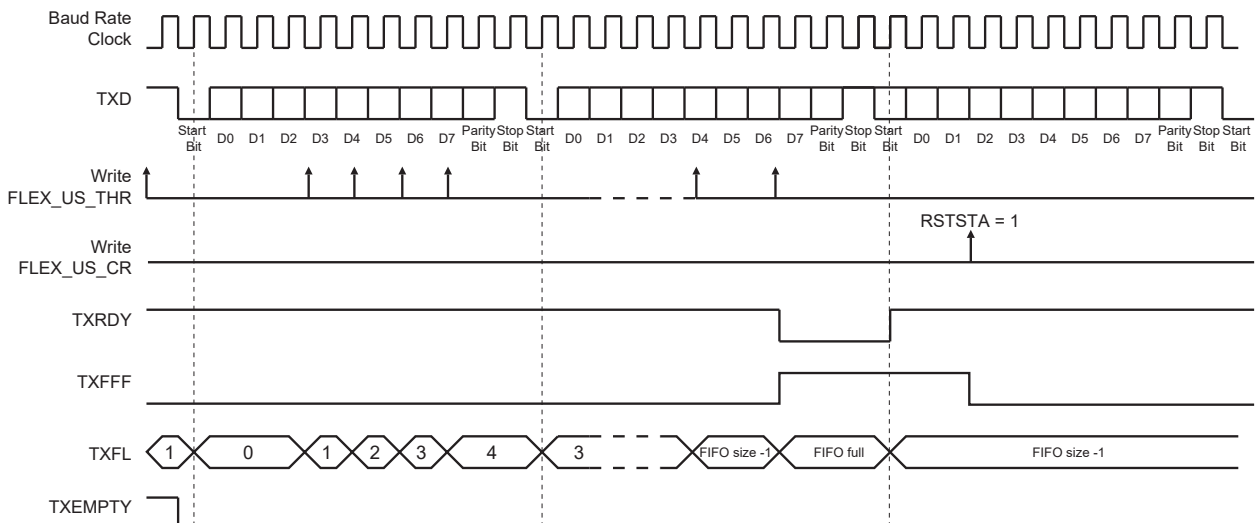 Baud Rate
Clock
TXD
Start
Bit
D0
D1
D2
D3
D4
D5
D6
D7
Parity
Bit
Stop
Bit
Start
Bit
D0
D1
D2
D3
D4
D5
D6
D7
Parity
Bit
Stop
Bit
Start
Bit
D0
D1
D2
D3
D4
D5
D6
D7
Parity
Bit
Stop
Bit
Start
Bit
Write
FLEX_US_THR
RSTSTA = 1
Write
FLEX_US_CR
TXRDY
TXFFF
TXFL
1
0
1
2
3
4
3
FIFO size -1
FIFO full
FIFO size -1
TXEMPTY